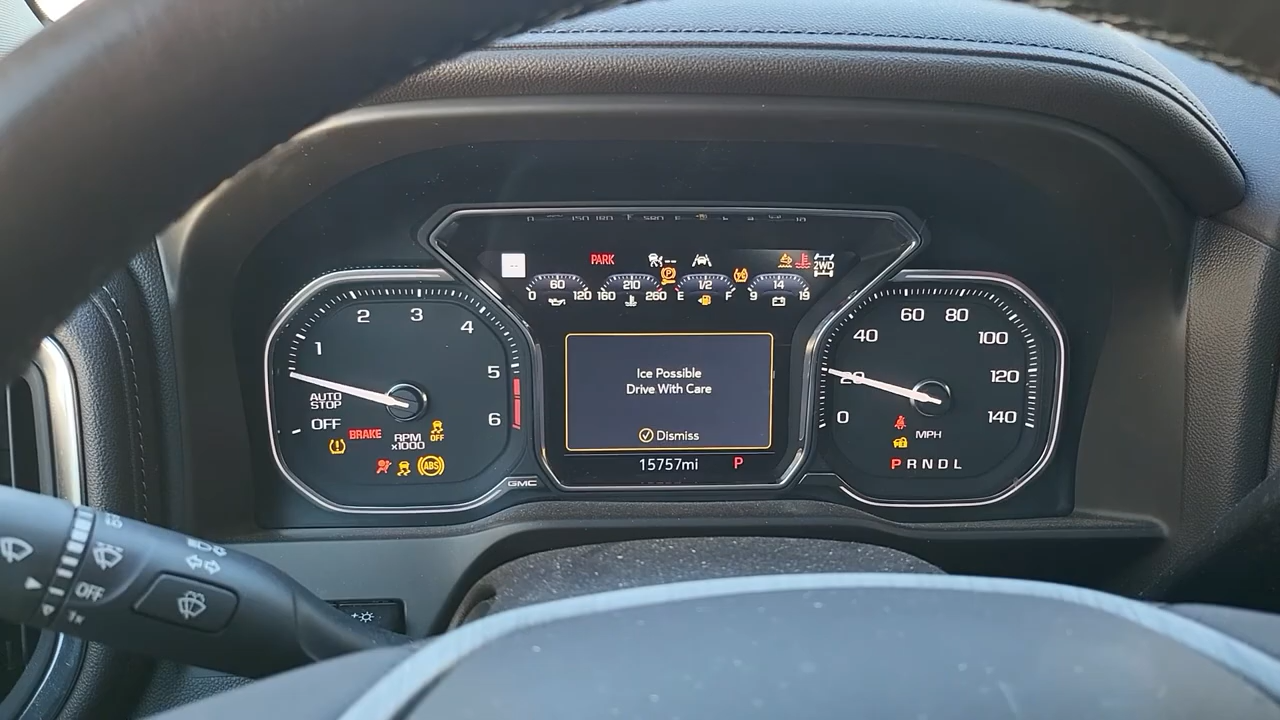 PARK
2WD
60
0 120
210
160 260
1/2
E F
14
9 19
1 2 3 4 5 6
AUTO
STOP
OFF
BRAKE
RPM
x1000
OFF
ABS
GMC
Ice Possible
Drive With Care
Dismiss
15757mi P
0 20 40 60 80 100 120 140
MPH
PRNDL
OFF
1x